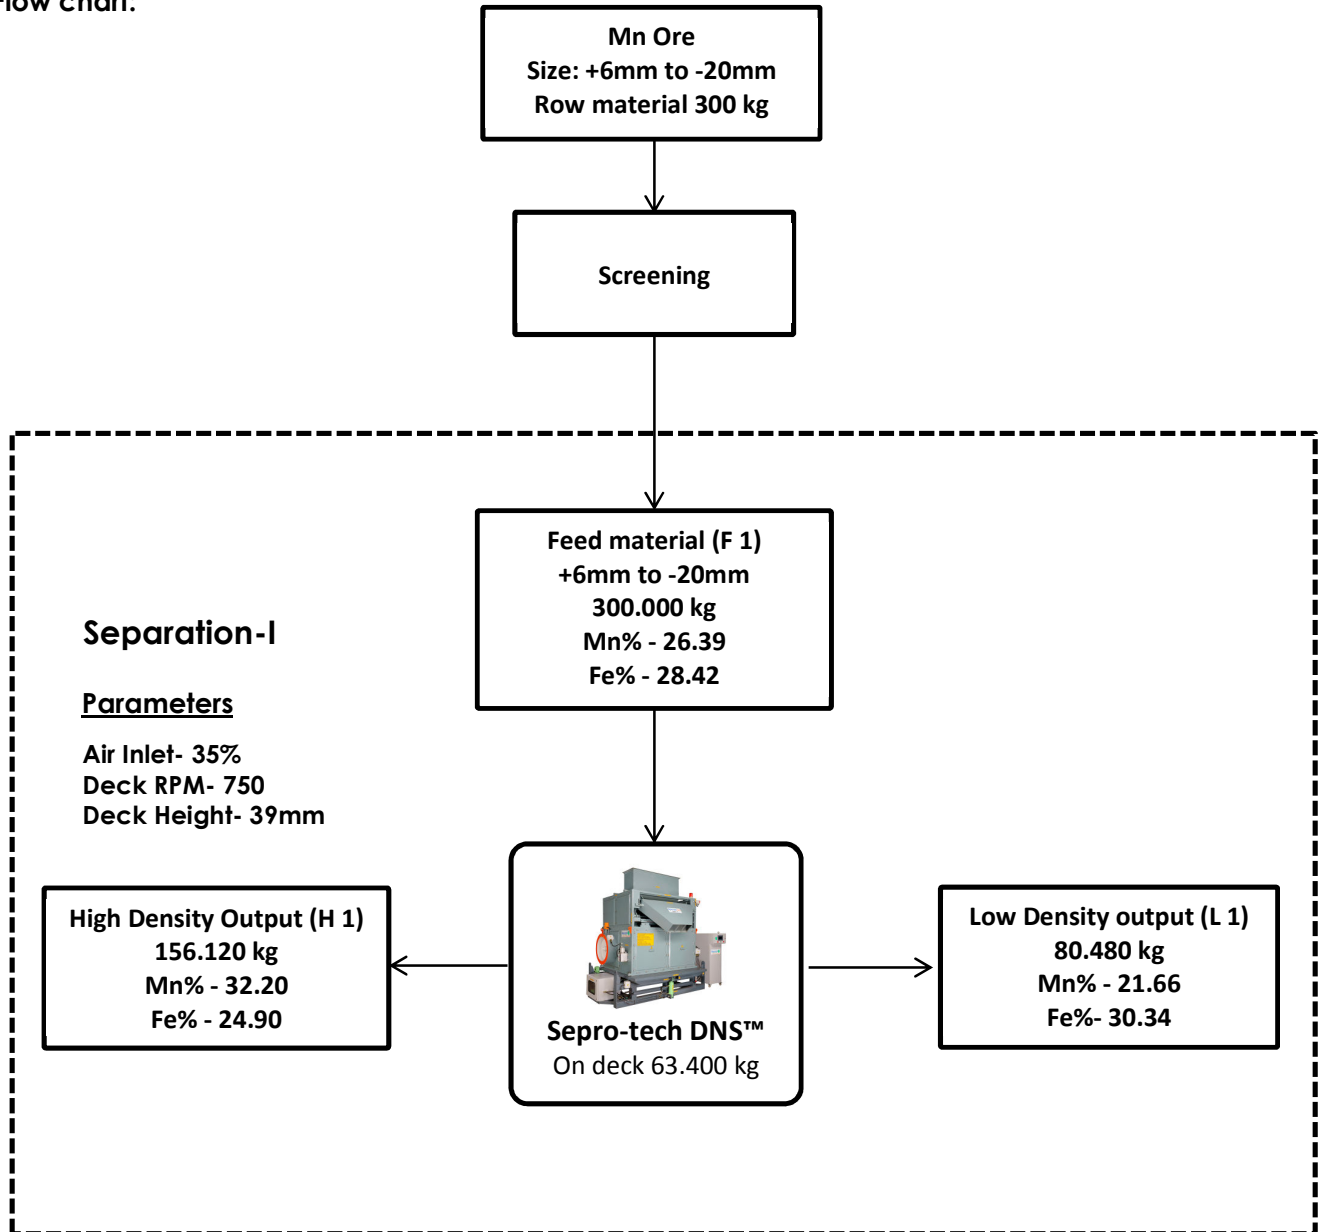 Flow chart:
Mn Ore
Size: +6mm to -20mm
Row material 300 kg
Screening
Feed material (F 1)
+6mm to -20mm
300.000 kg
Mn% - 26.39
Fe% - 28.42
Separation-I
Parameters
Air Inlet- 35%
Deck RPM- 750
Deck Height- 39mm
High Density Output (H 1)
156.120 kg
Mn% - 32.20
Fe% - 24.90
Sepro-tech DNS™
On deck 63.400 kg
Low Density output (L 1)
80.480 kg
Mn% - 21.66
Fe%- 30.34